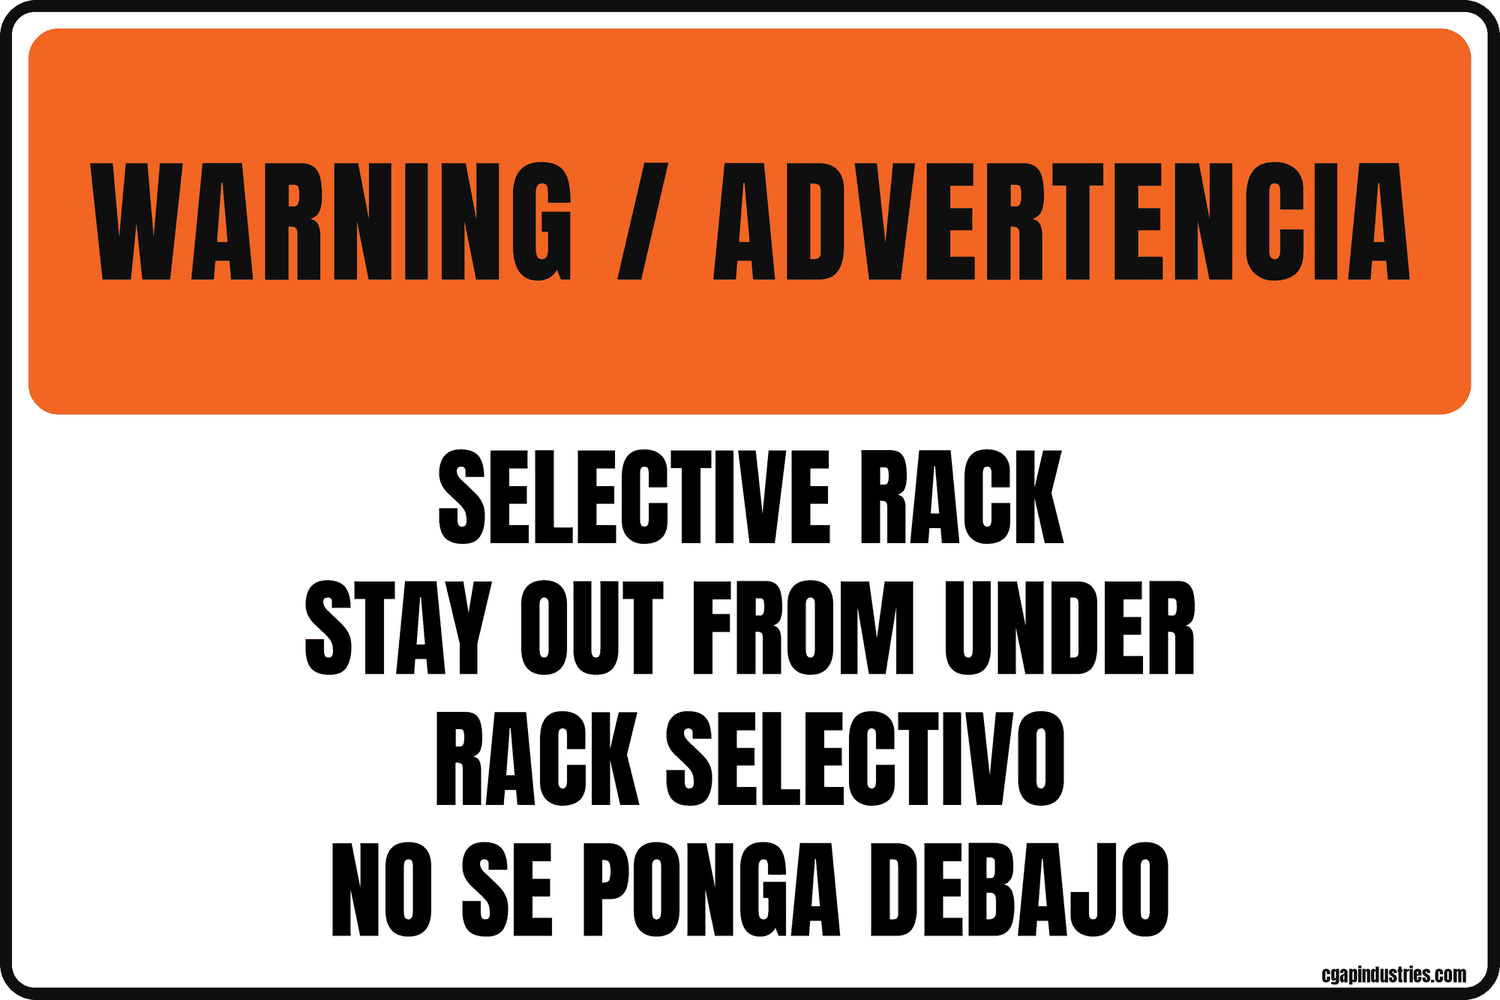 WARNING / ADVERTENCIA
SELECTIVE RACK
STAY OUT FROM UNDER
RACK SELECTIVO
NO SE PONGA DEBAJO
cgapindustries.com